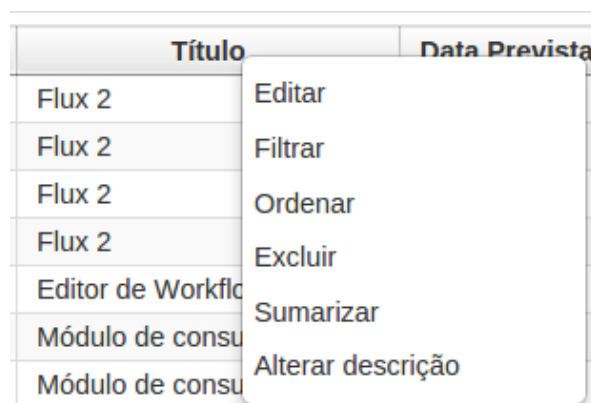 Título Data Prevista
Flux 2
Flux 2
Flux 2
Flux 2
Editor de Workflo
Módulo de consu
Módulo de consu
Editar
Filtrar
Ordenar
Excluir
Sumarizar
Alterar descrição